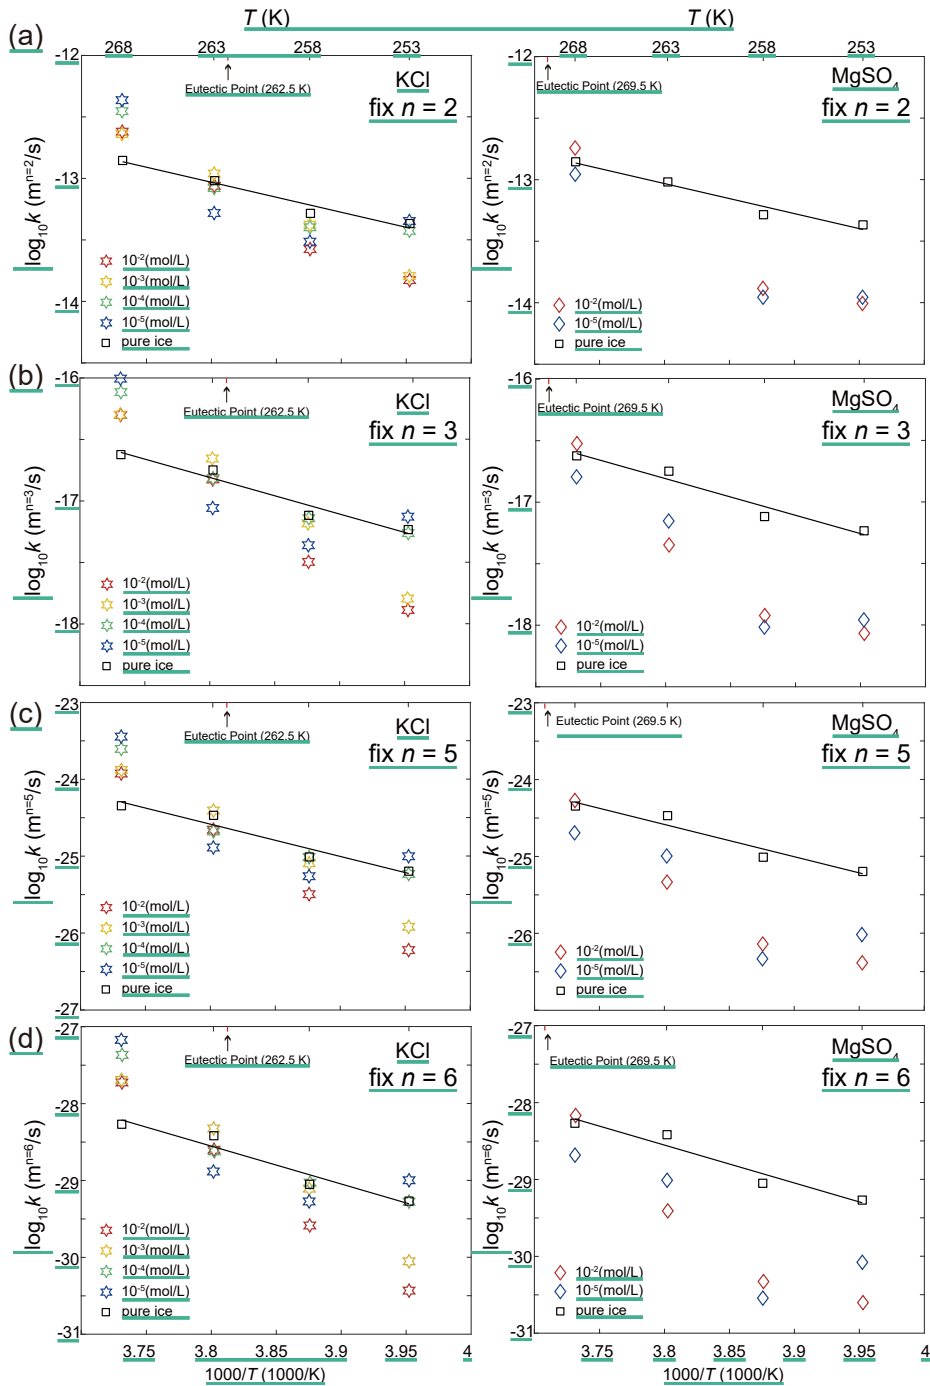 T (K)
T (K)
(a)
268 263 258 253
268 263 258 253
-12
-13
-14
log10k (m^n=2/s)
Eutectic Point (262.5 K)
KCl
fix n = 2
10^-2(mol/L)
10^-3(mol/L)
10^-4(mol/L)
10^-5(mol/L)
pure ice
-12
-13
-14
log10k (m^n=2/s)
Eutectic Point (269.5 K)
MgSO4
fix n = 2
10^-2(mol/L)
10^-5(mol/L)
pure ice
(b)
-16
-17
-18
log10k (m^n=3/s)
Eutectic Point (262.5 K)
KCl
fix n = 3
10^-2(mol/L)
10^-3(mol/L)
10^-4(mol/L)
10^-5(mol/L)
pure ice
-16
-17
-18
log10k (m^n=3/s)
Eutectic Point (269.5 K)
MgSO4
fix n = 3
10^-2(mol/L)
10^-5(mol/L)
pure ice
(c)
-23
-24
-25
-26
-27
log10k (m^n=5/s)
Eutectic Point (262.5 K)
KCl
fix n = 5
10^-2(mol/L)
10^-3(mol/L)
10^-4(mol/L)
10^-5(mol/L)
pure ice
-23
-24
-25
-26
log10k (m^n=5/s)
Eutectic Point (269.5 K)
MgSO4
fix n = 5
10^-2(mol/L)
10^-5(mol/L)
pure ice
(d)
-27
-28
-29
-30
-31
log10k (m^n=6/s)
Eutectic Point (262.5 K)
KCl
fix n = 6
10^-2(mol/L)
10^-3(mol/L)
10^-4(mol/L)
10^-5(mol/L)
pure ice
-27
-28
-29
-30
-31
log10k (m^n=6/s)
Eutectic Point (269.5 K)
MgSO4
fix n = 6
10^-2(mol/L)
10^-5(mol/L)
pure ice
3.75 3.8 3.85 3.9 3.95 4
3.75 3.8 3.85 3.9 3.95 4
1000/T (1000/K)
1000/T (1000/K)